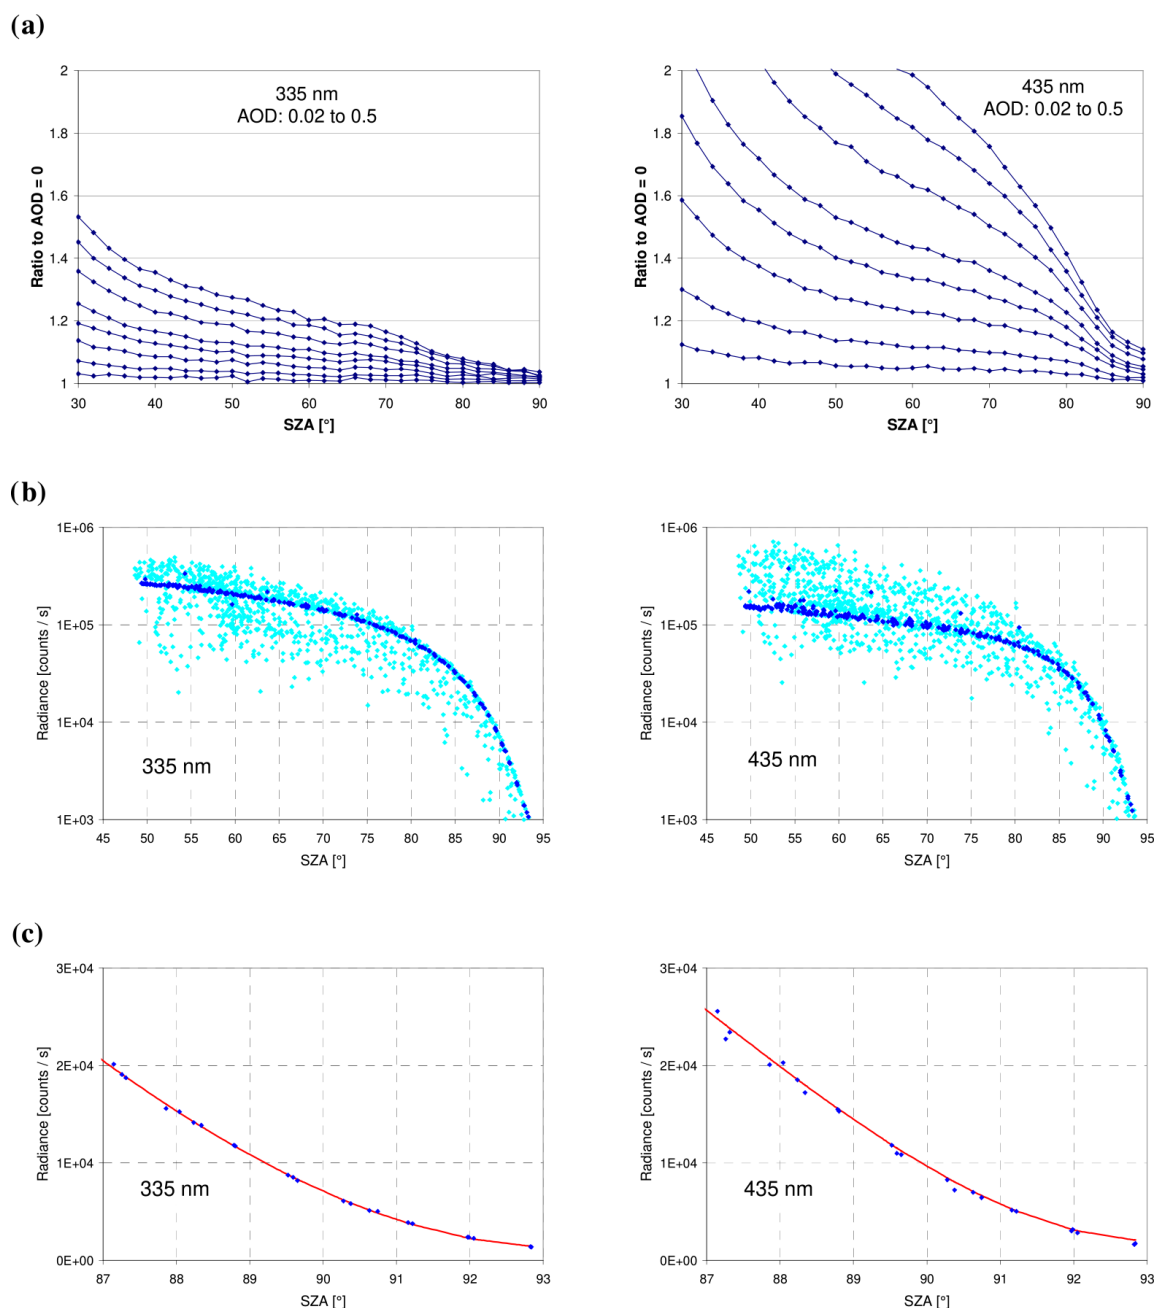 (a)
335 nm
AOD: 0.02 to 0.5
Ratio to AOD = 0
2
1.8
1.6
1.4
1.2
1
30 40 50 60 70 80 90
SZA [°]
435 nm
AOD: 0.02 to 0.5
Ratio to AOD = 0
2
1.8
1.6
1.4
1.2
1
30 40 50 60 70 80 90
SZA [°]
(b)
Radiance [counts / s]
1E+06
1E+05
1E+04
1E+03
335 nm
45 50 55 60 65 70 75 80 85 90 95
SZA [°]
Radiance [counts / s]
1E+06
1E+05
1E+04
1E+03
435 nm
45 50 55 60 65 70 75 80 85 90 95
SZA [°]
(c)
Radiance [counts / s]
3E+04
2E+04
1E+04
0E+00
335 nm
87 88 89 90 91 92 93
SZA [°]
Radiance [counts / s]
3E+04
2E+04
1E+04
0E+00
435 nm
87 88 89 90 91 92 93
SZA [°]